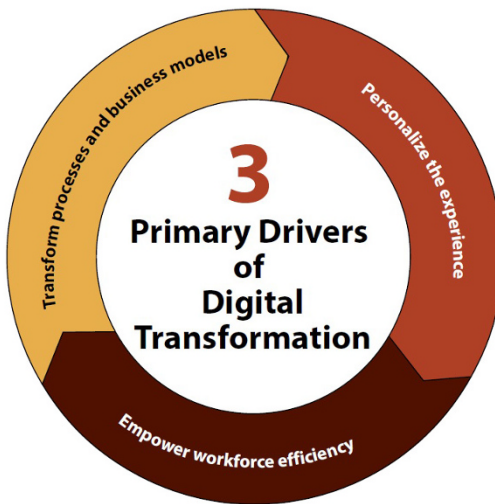 3
Primary Drivers
of
Digital
Transformation
Personalize the experience
Empower workforce efficiency
Transform processes and business models